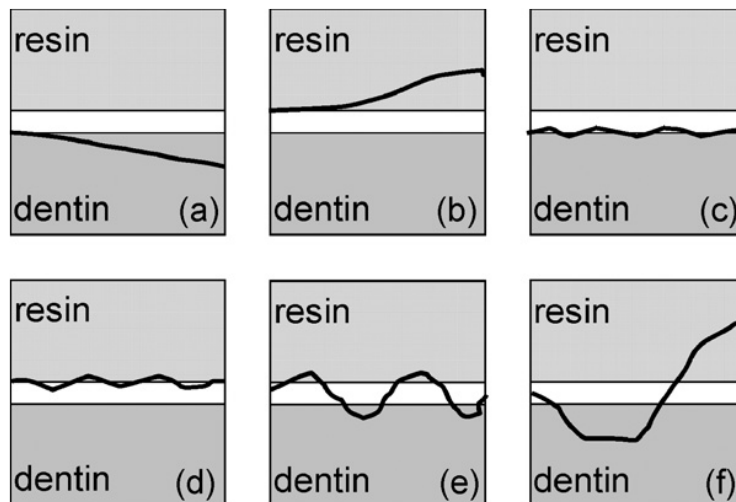 resin
dentin (a)
resin
dentin (b)
resin
dentin (c)
resin
dentin (d)
resin
dentin (e)
resin
dentin (f)